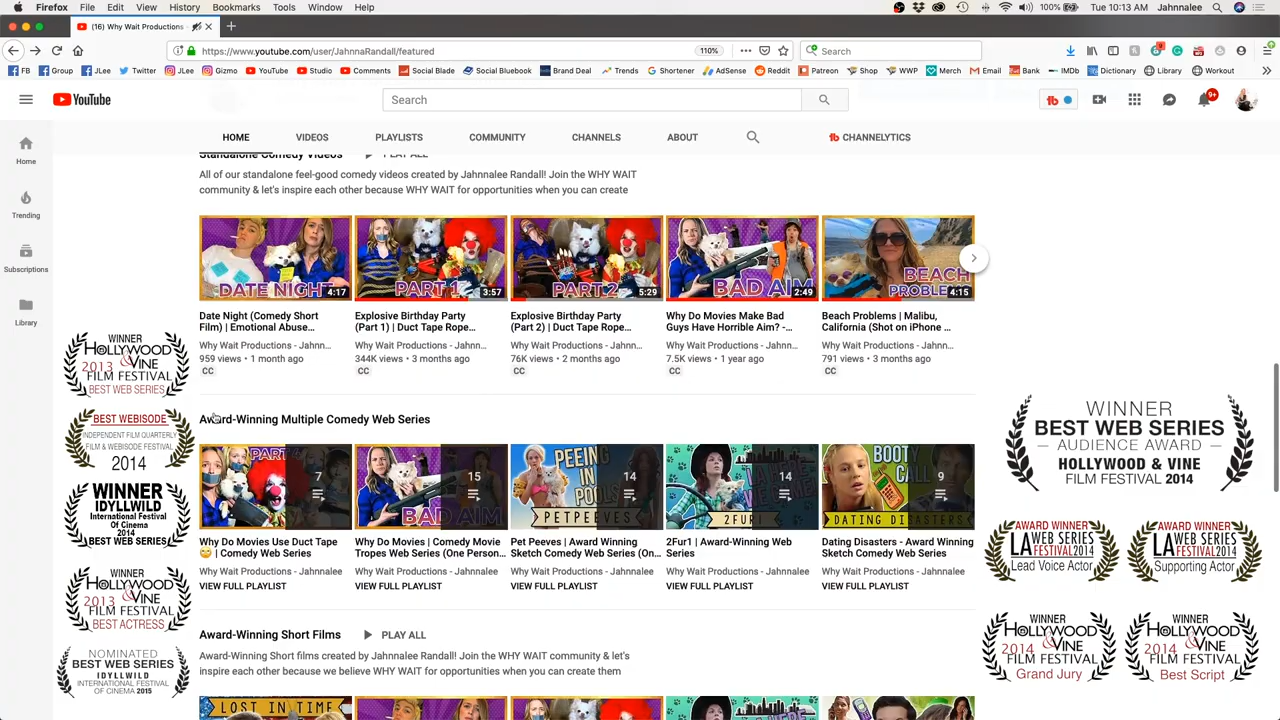 Firefox File Edit View History Bookmarks Tools Window Help
100% Tue 10:13 AM Jahnnalee
(16) Why Wait Productions -
https://www.youtube.com/user/JahnnaRandall/featured 110% Search
FB Group JLee Twitter JLee Gizmo YouTube Studio Comments Social Blade Social Bluebook Brand Deal Trends Shortener AdSense Reddit Patreon Shop WWP Merch Email Bank IMDb Dictionary Library Workout
YouTube
Search
tb
9+
HOME VIDEOS PLAYLISTS COMMUNITY CHANNELS ABOUT tb CHANNELYTICS
Home
Trending
Subscriptions
Library
Standalone Comedy Videos PLAY ALL
All of our standalone feel-good comedy videos created by Jahnnalee Randall! Join the WHY WAIT
community & let's inspire each other because WHY WAIT for opportunities when you can create
DATE NIGHT 4:17
PART 1 3:57
PART 2 5:29
BAD AIM 2:49
BEACH
PROBLEM 4:15
Date Night (Comedy Short
Film) | Emotional Abuse...
Why Wait Productions - Jahnn...
959 views • 1 month ago
CC
Explosive Birthday Party
(Part 1) | Duct Tape Rope...
Why Wait Productions - Jahnn...
344K views • 3 months ago
CC
Explosive Birthday Party
(Part 2) | Duct Tape Rope...
Why Wait Productions - Jahnn...
76K views • 2 months ago
CC
Why Do Movies Make Bad
Guys Have Horrible Aim? -...
Why Wait Productions - Jahnn...
7.5K views • 1 year ago
CC
Beach Problems | Malibu,
California (Shot on iPhone ...
Why Wait Productions - Jahnn...
791 views • 3 months ago
CC
Award-Winning Multiple Comedy Web Series
PART 7
BAD AIM 15
PEEING
IN
POOLS
PET PEEVES 14
2FUR1 14
BOOTY
CALL
DATING DISASTERS 9
Why Do Movies Use Duct Tape
| Comedy Web Series
Why Wait Productions - Jahnnalee
VIEW FULL PLAYLIST
Why Do Movies | Comedy Movie
Tropes Web Series (One Person...
Why Wait Productions - Jahnnalee
VIEW FULL PLAYLIST
Pet Peeves | Award Winning
Sketch Comedy Web Series (On...
Why Wait Productions - Jahnnalee
VIEW FULL PLAYLIST
2Fur1 | Award-Winning Web
Series
Why Wait Productions - Jahnnalee
VIEW FULL PLAYLIST
Dating Disasters - Award Winning
Sketch Comedy Web Series
Why Wait Productions - Jahnnalee
VIEW FULL PLAYLIST
Award-Winning Short Films PLAY ALL
Award-Winning Short films created by Jahnnalee Randall! Join the WHY WAIT community & let's
inspire each other because we believe WHY WAIT for opportunities when you can create them
LOST IN TIME
WINNER
HOLLYWOOD
2013 & VINE
FILM FESTIVAL
BEST WEB SERIES
BEST WEBISODE
INDEPENDENT FILM QUARTERLY
FILM & WEBISODE FESTIVAL
2014
WINNER
IDYLLWILD
International Festival
Of Cinema
2014
BEST WEB SERIES
WINNER
HOLLYWOOD
2013 & VINE
FILM FESTIVAL
BEST ACTRESS
NOMINATED
BEST WEB SERIES
IDYLLWILD
INTERNATIONAL FESTIVAL
OF CINEMA 2015
WINNER
BEST WEB SERIES
— AUDIENCE AWARD —
HOLLYWOOD & VINE
FILM FESTIVAL 2014
AWARD WINNER
LA WEB SERIES
FESTIVAL 2014
Lead Voice Actor
AWARD WINNER
LA WEB SERIES
FESTIVAL 2014
Supporting Actor
WINNER
HOLLYWOOD
& VINE
FILM FESTIVAL
Grand Jury
WINNER
HOLLYWOOD
& VINE
FILM FESTIVAL
Best Script